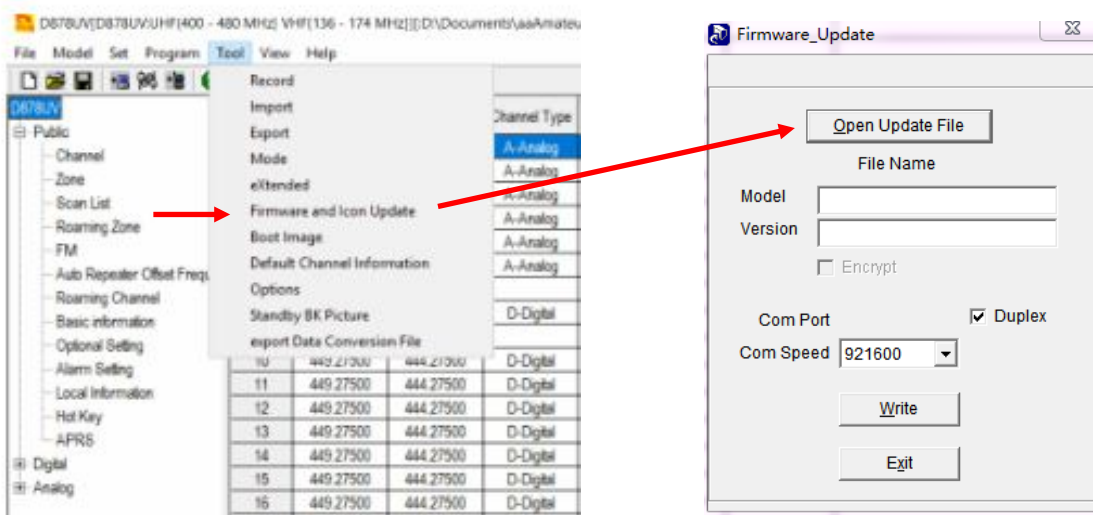 D878UV[D878UV:UHF(400 - 480 MHz) VHF(136 - 174 MHz)][:D:\Documents\aaAmateu
File Model Set Program Tool View Help
D878UV
Public
Channel
Zone
Scan List
Roaming Zone
FM
Auto Repeater Offset Frequ
Roaming Channel
Basic information
Optional Setting
Alarm Setting
Local Information
Hot Key
APRS
Digital
Analog
Record
Import
Export
Mode
eXtended
Firmware and Icon Update
Boot Image
Default Channel Information
Options
Standby BK Picture
export Data Conversion File
Channel Type
A-Analog
A-Analog
A-Analog
A-Analog
A-Analog
A-Analog
D-Digital
10 449.27500 444.27500 D-Digital
11 449.27500 444.27500 D-Digital
12 449.27500 444.27500 D-Digital
13 449.27500 444.27500 D-Digital
14 449.27500 444.27500 D-Digital
15 449.27500 444.27500 D-Digital
16 449.27500 444.27500 D-Digital
Firmware_Update
Open Update File
File Name
Model
Version
Encrypt
Com Port
Duplex
Com Speed 921600
Write
Exit